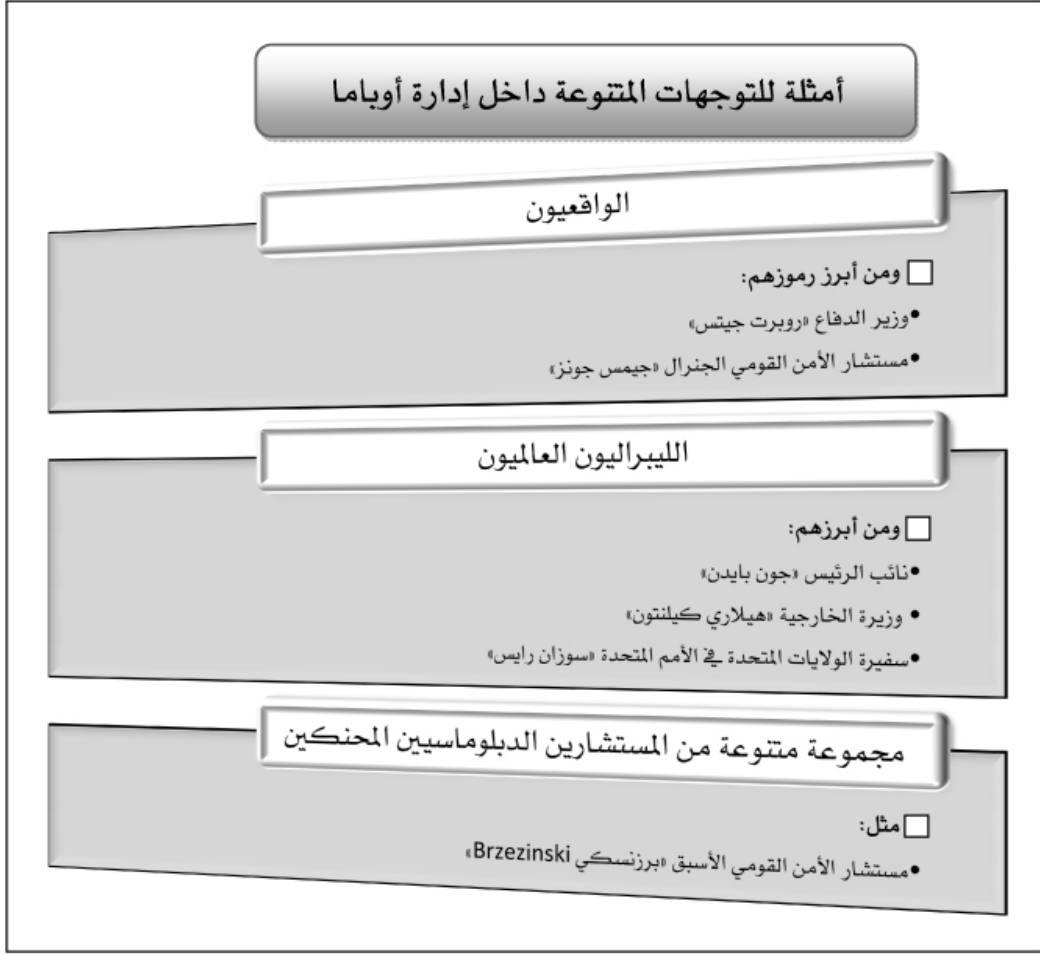 أمثلة للتوجهات المتنوعة داخل إدارة أوباما
الواقعيون
ومن أبرز رموزهم:
•وزير الدفاع «روبرت جيتس»
•مستشار الأمن القومي الجنرال «جيمس جونز»
الليبراليون العالميون
ومن أبرزهم:
•نائب الرئيس «جون بايدن»
• وزيرة الخارجية «هيلاري كيلنتون»
•سفيرة الولايات المتحدة في الأمم المتحدة «سوزان رايس»
مجموعة متنوعة من المستشارين الدبلوماسيين المحنكين
مثل:
•مستشار الأمن القومي الأسبق «برزنسكي Brzezinski»